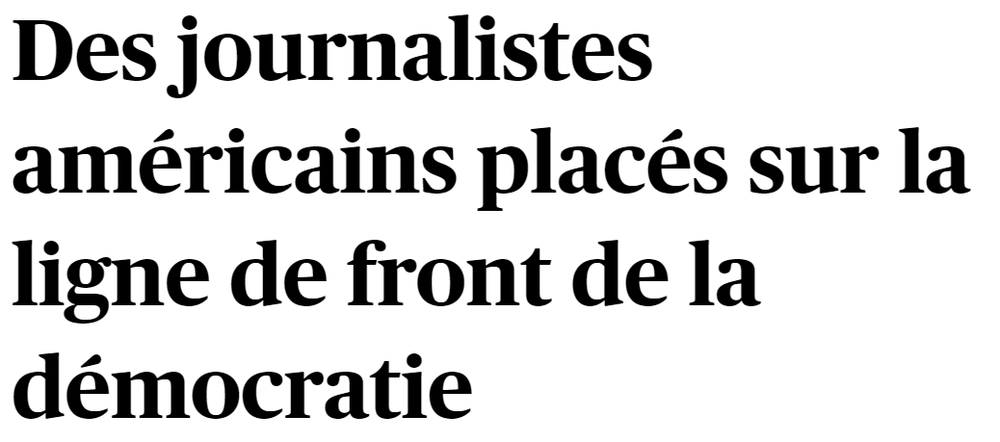 Des journalistes
américains placés sur la
ligne de front de la
démocratie